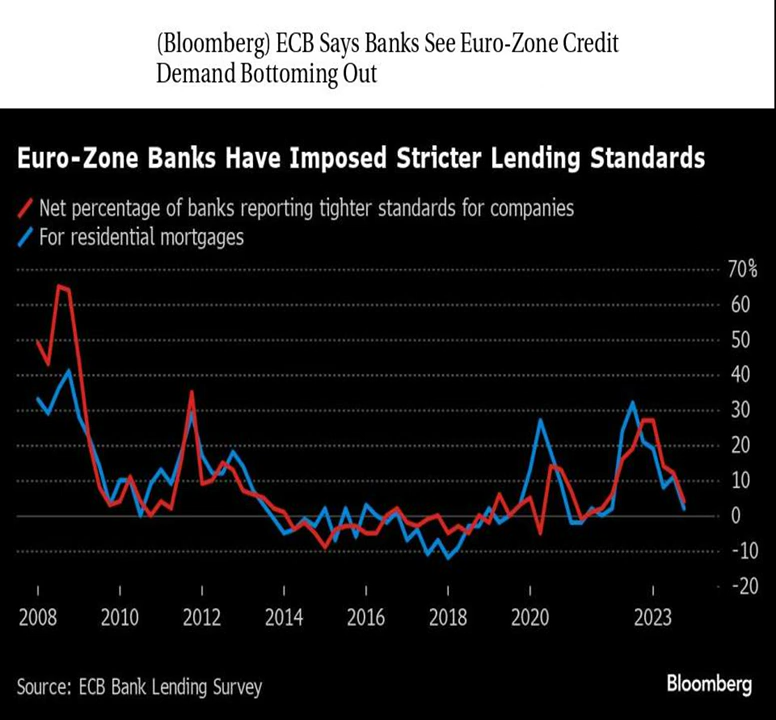 (Bloomberg) ECB Says Banks See Euro-Zone Credit
Demand Bottoming Out
Euro-Zone Banks Have Imposed Stricter Lending Standards
Net percentage of banks reporting tighter standards for companies
For residential mortgages
70%
60
50
40
30
20
10
0
-10
-20
2008 2010 2012 2014 2016 2018 2020 2023
Source: ECB Bank Lending Survey
Bloomberg